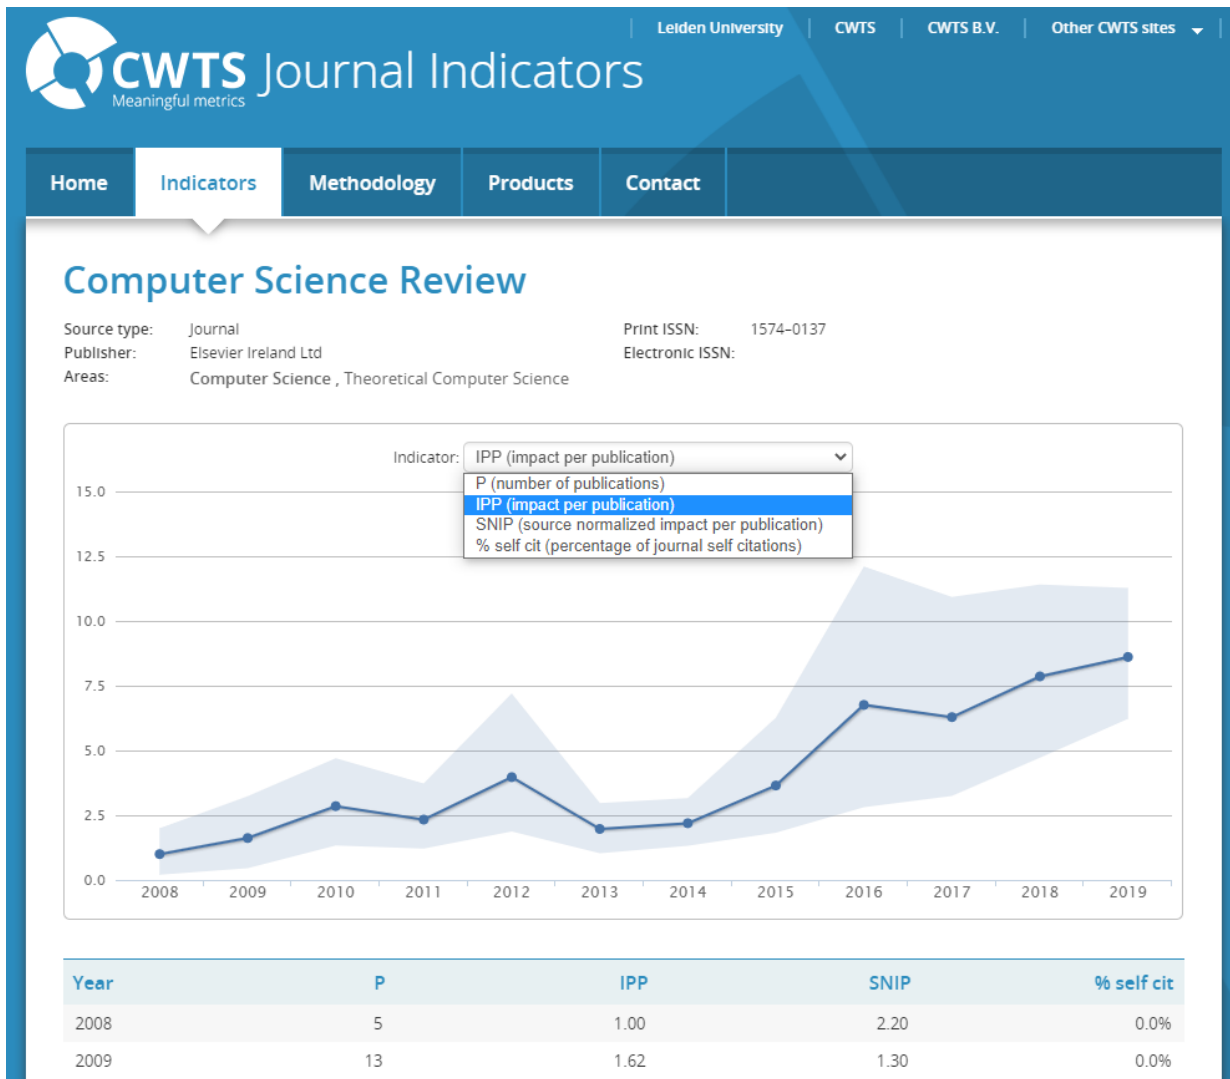 Leiden University CWTS CWTS B.V. Other CWTS sites
CWTS Journal Indicators
Meaningful metrics
Home Indicators Methodology Products Contact
Computer Science Review
Source type: Journal Print ISSN: 1574–0137
Publisher: Elsevier Ireland Ltd Electronic ISSN:
Areas: Computer Science , Theoretical Computer Science
Indicator: IPP (impact per publication)
P (number of publications)
IPP (impact per publication)
SNIP (source normalized impact per publication)
% self cit (percentage of journal self citations)
15.0
12.5
10.0
7.5
5.0
2.5
0.0
2008 2009 2010 2011 2012 2013 2014 2015 2016 2017 2018 2019
Year P IPP SNIP % self cit
2008 5 1.00 2.20 0.0%
2009 13 1.62 1.30 0.0%